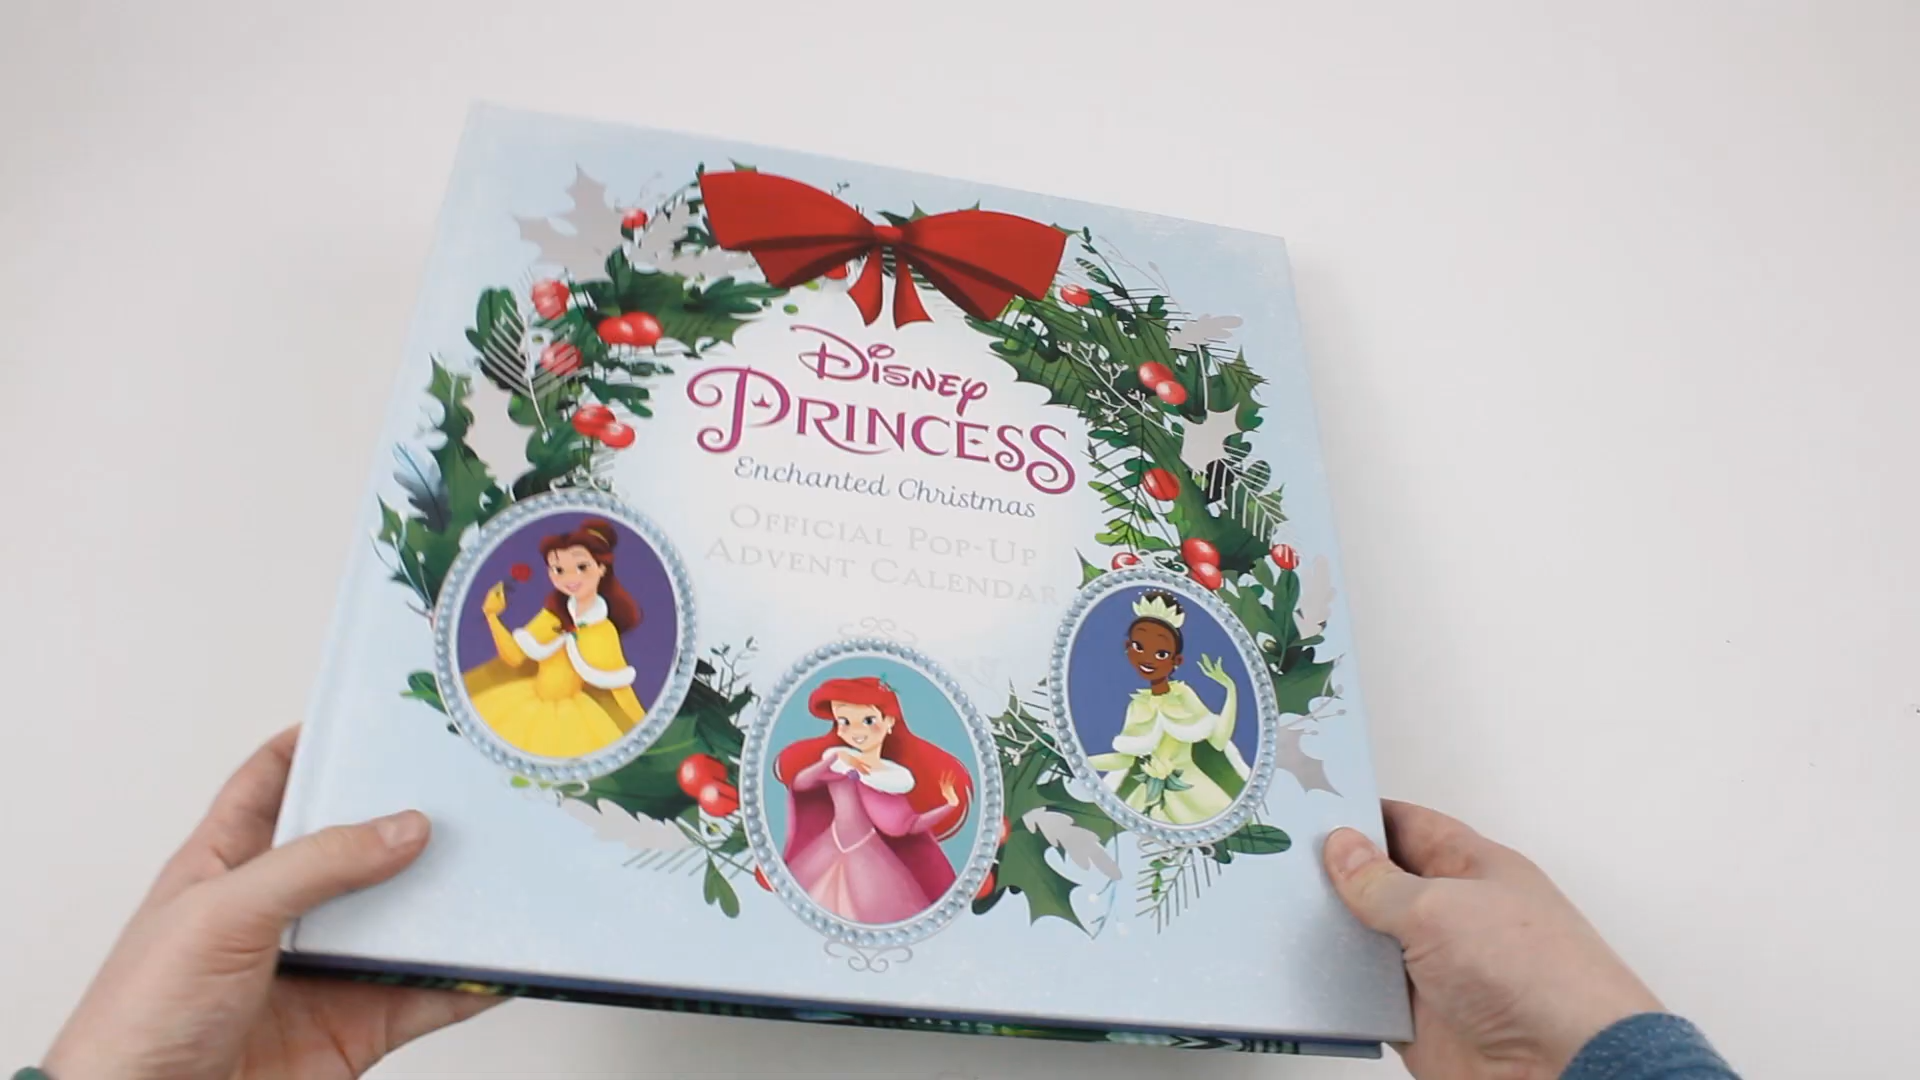 Disney
Princess
Enchanted Christmas
Official Pop-Up
Advent Calendar